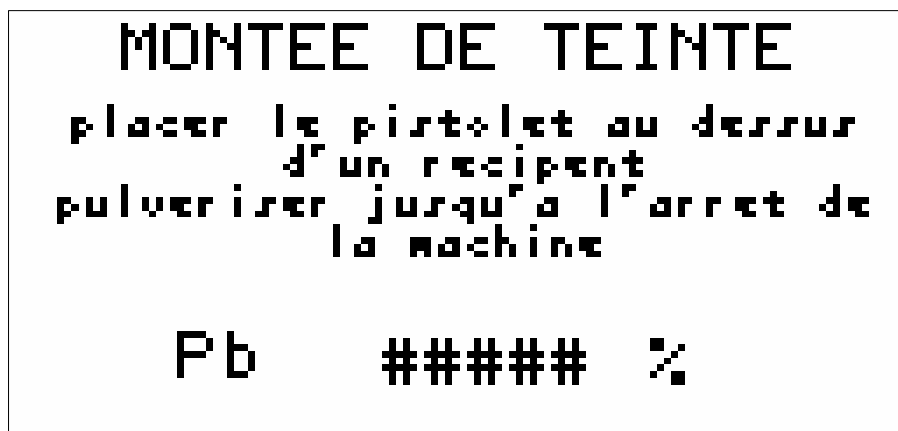 MONTEE DE TEINTE
placer le pistolet au dessus
d'un recipent
pulveriser jusqu'a l'arret de
la machine
Pb ##### %